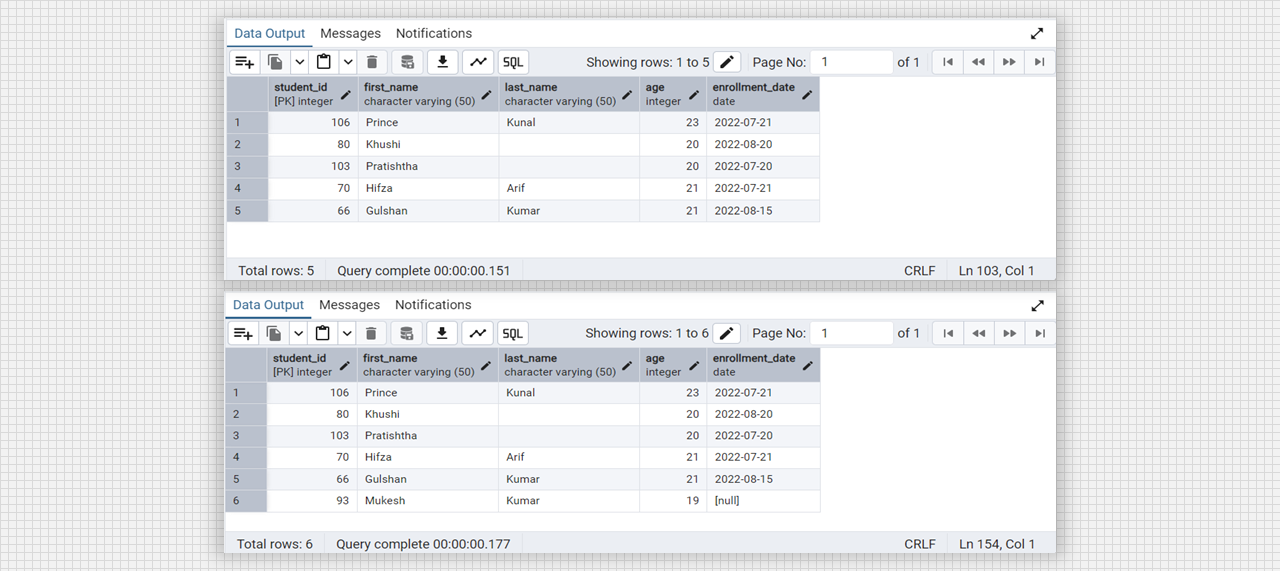 Data Output Messages Notifications
SQL Showing rows: 1 to 5 Page No: 1 of 1
student_id first_name last_name age enrollment_date
[PK] integer character varying (50) character varying (50) integer date
1 106 Prince Kunal 23 2022-07-21
2 80 Khushi 20 2022-08-20
3 103 Pratishtha 20 2022-07-20
4 70 Hifza Arif 21 2022-07-21
5 66 Gulshan Kumar 21 2022-08-15
Total rows: 5 Query complete 00:00:00.151 CRLF Ln 103, Col 1
Data Output Messages Notifications
SQL Showing rows: 1 to 6 Page No: 1 of 1
student_id first_name last_name age enrollment_date
[PK] integer character varying (50) character varying (50) integer date
1 106 Prince Kunal 23 2022-07-21
2 80 Khushi 20 2022-08-20
3 103 Pratishtha 20 2022-07-20
4 70 Hifza Arif 21 2022-07-21
5 66 Gulshan Kumar 21 2022-08-15
6 93 Mukesh Kumar 19 [null]
Total rows: 6 Query complete 00:00:00.177 CRLF Ln 154, Col 1